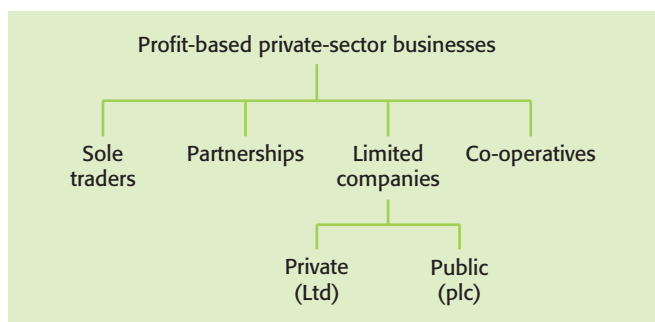 Profit-based private-sector businesses
Sole
traders
Partnerships
Limited
companies
Co-operatives
Private
(Ltd)
Public
(plc)